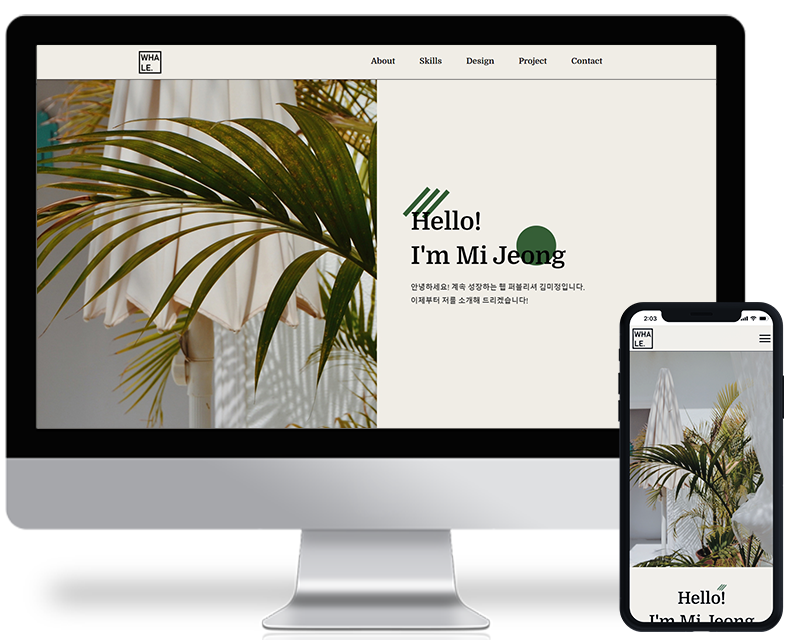 WHA
LE.
About Skills Design Project Contact
Hello!
I'm Mi Jeong
안녕하세요! 계속 성장하는 웹 퍼블리셔 김미정입니다.
이제부터 저를 소개해 드리겠습니다!
2:03
WHA
LE.
Hello!
I'm Mi Jeong